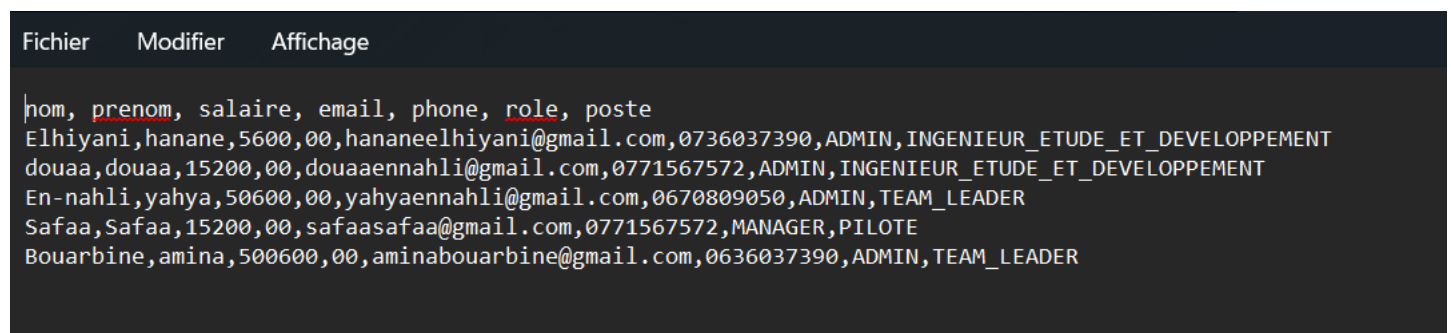 Fichier Modifier Affichage
nom, prenom, salaire, email, phone, role, poste
Elhiyani,hanane,5600,00,hananeelhiyani@gmail.com,0736037390,ADMIN,INGENIEUR_ETUDE_ET_DEVELOPPEMENT
douaa,douaa,15200,00,douaaennahli@gmail.com,0771567572,ADMIN,INGENIEUR_ETUDE_ET_DEVELOPPEMENT
En-nahli,yahya,50600,00,yahyaennahli@gmail.com,0670809050,ADMIN,TEAM_LEADER
Safaa,Safaa,15200,00,safaasafaa@gmail.com,0771567572,MANAGER,PILOTE
Bouarbine,amina,500600,00,aminabouarbine@gmail.com,0636037390,ADMIN,TEAM_LEADER